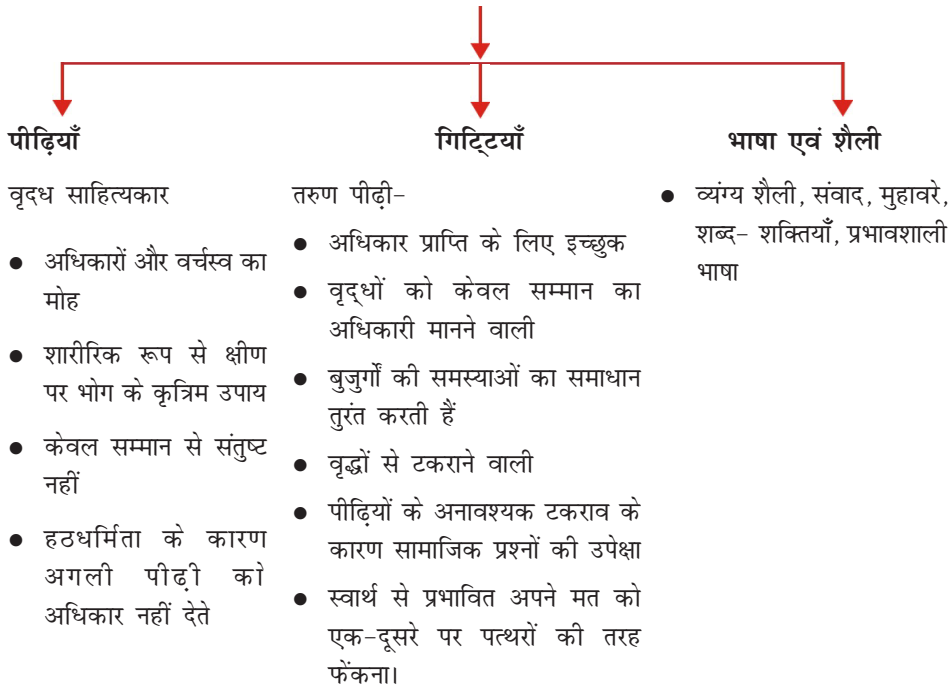 पीढ़ियाँ
वृदध साहित्यकार
● अधिकारों और वर्चस्व का
मोह
● शारीरिक रूप से क्षीण
पर भोग के कृत्रिम उपाय
● केवल सम्मान से संतुष्ट
नहीं
● हठधर्मिता के कारण
अगली पीढ़ी को
अधिकार नहीं देते
गिट्टियाँ
तरुण पीढ़ी–
● अधिकार प्राप्ति के लिए इच्छुक
● वृद्धों को केवल सम्मान का
अधिकारी मानने वाली
● बुजुर्गों की समस्याओं का समाधान
तुरंत करती हैं
● वृद्धों से टकराने वाली
● पीढ़ियों के अनावश्यक टकराव के
कारण सामाजिक प्रश्नों की उपेक्षा
● स्वार्थ से प्रभावित अपने मत को
एक–दूसरे पर पत्थरों की तरह
फेंकना।
भाषा एवं शैली
● व्यंग्य शैली, संवाद, मुहावरे,
शब्द– शक्तियाँ, प्रभावशाली
भाषा